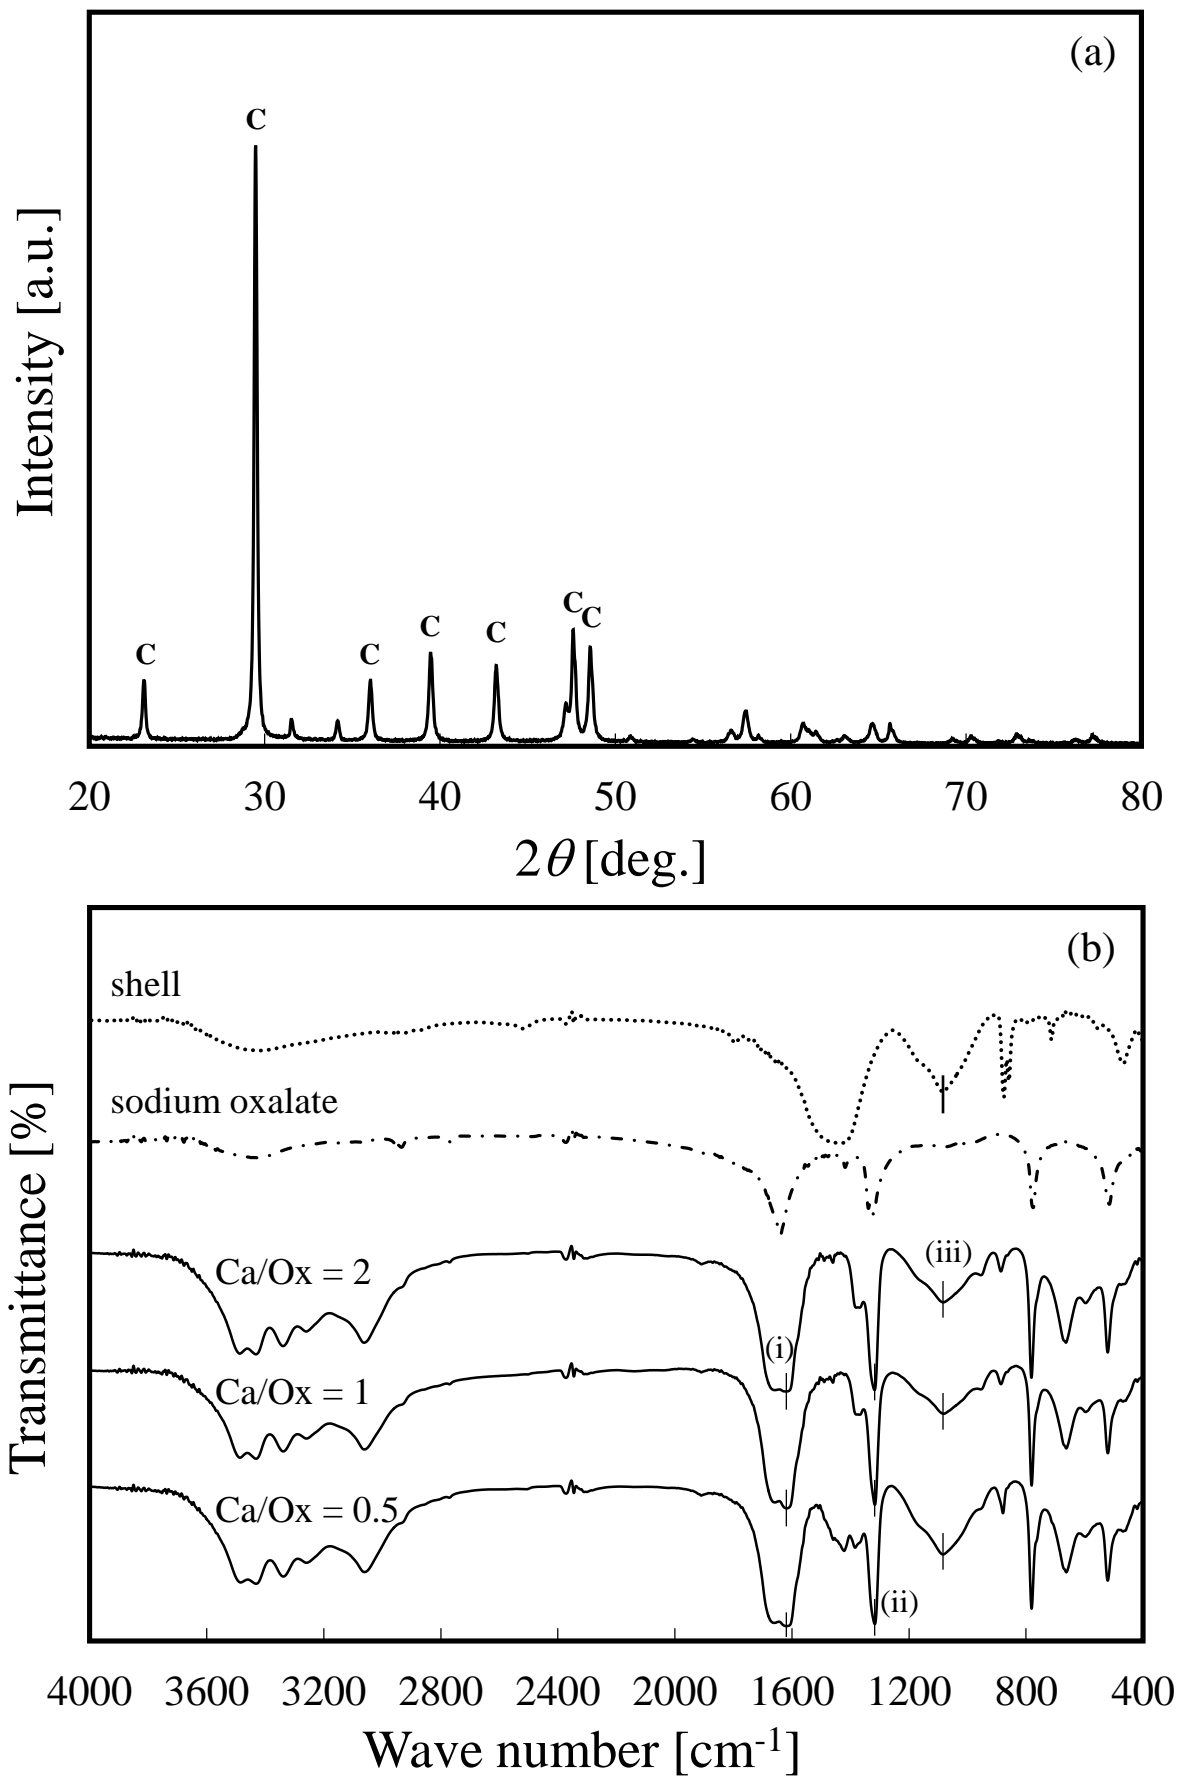 (a)
C
C
C
C
C
C
C
C
Intensity [a.u.]
20 30 40 50 60 70 80
2θ [deg.]
(b)
shell
sodium oxalate
(iii)
Ca/Ox = 2
(i)
Ca/Ox = 1
Ca/Ox = 0.5
(ii)
Transmittance [%]
4000 3600 3200 2800 2400 2000 1600 1200 800 400
Wave number [cm⁻¹]